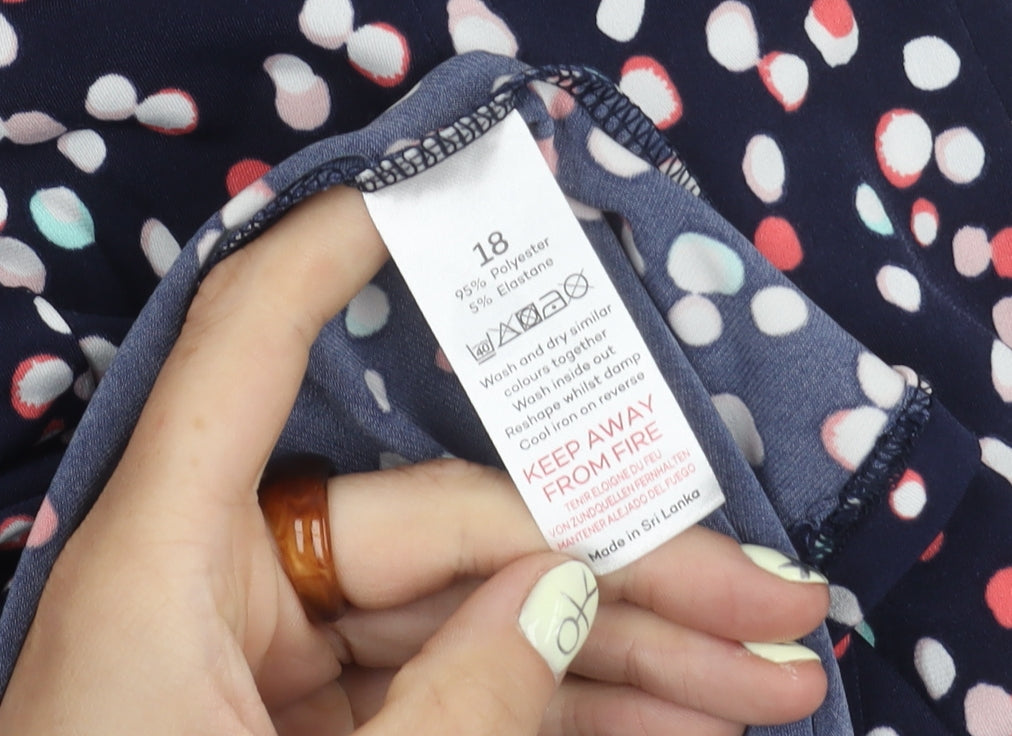 18
95% Polyester
5% Elastane
40
Wash and dry similar
colours together
Wash inside out
Reshape whilst damp
Cool iron on reverse
KEEP AWAY
FROM FIRE
TENIR ELOIGNE DU FEU
VON ZUNDQUELLEN FERNHALTEN
MANTENER ALEJADO DEL FUEGO
Made in Sri Lanka